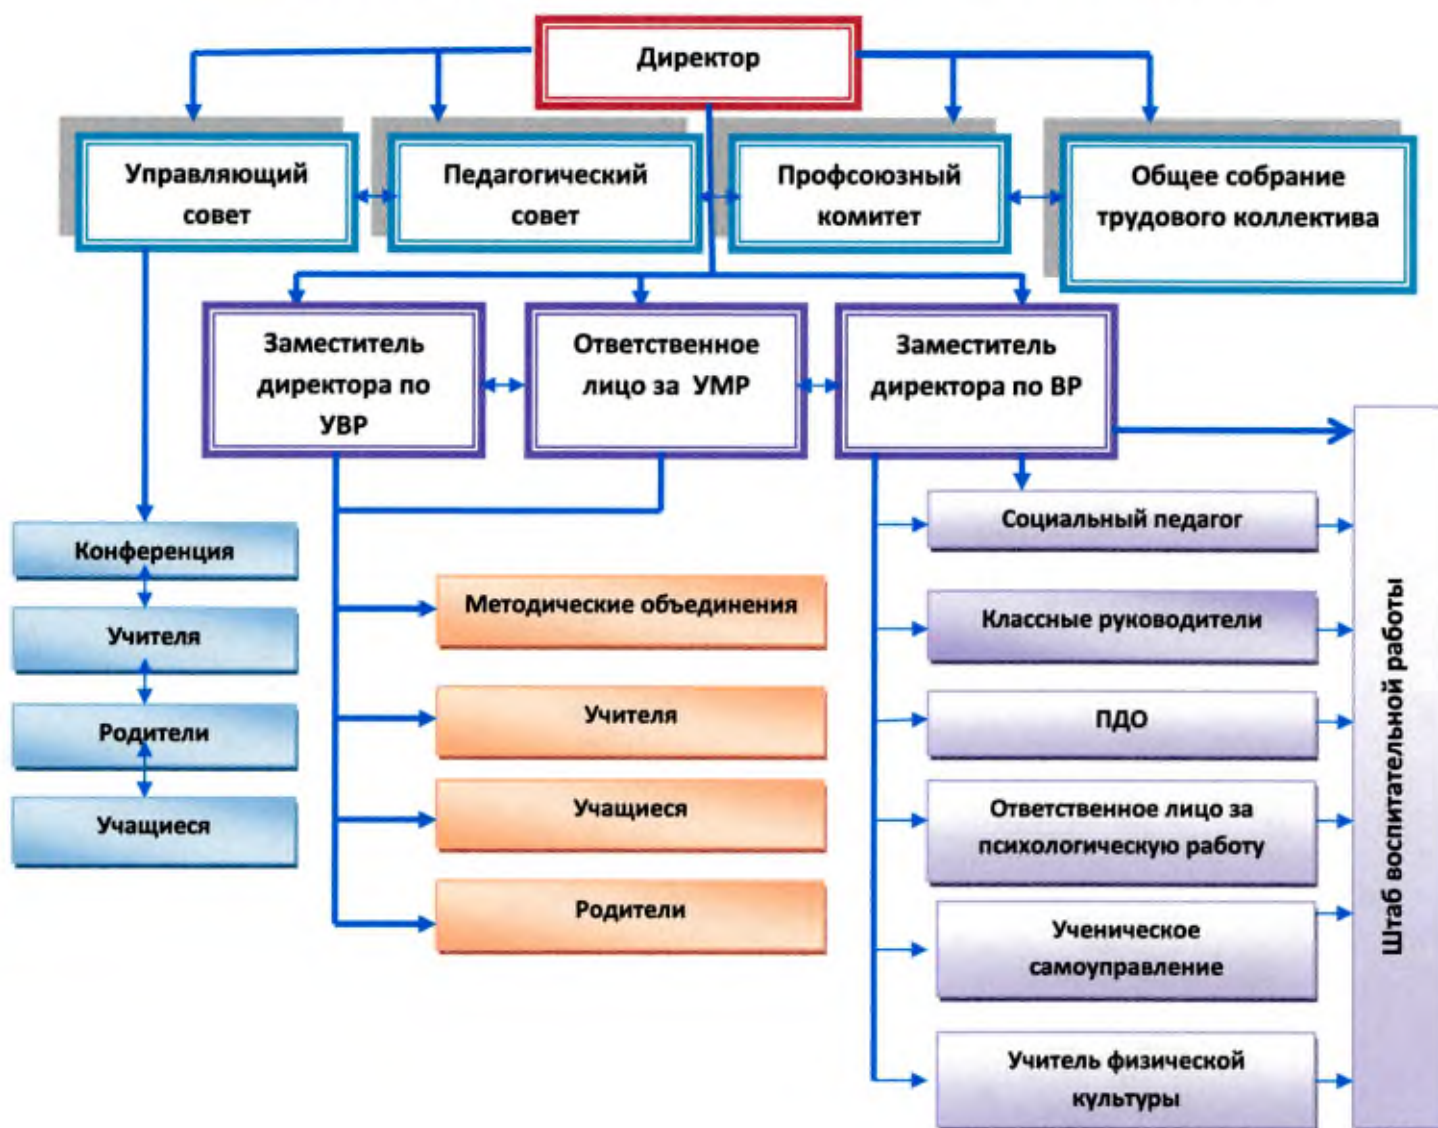 Директор
Управляющий
совет
Педагогический
совет
Профсоюзный
комитет
Общее собрание
трудового коллектива
Заместитель
директора по
УВР
Ответственное
лицо за УМР
Заместитель
директора по ВР
Конференция
Учителя
Родители
Учащиеся
Методические объединения
Учителя
Учащиеся
Родители
Социальный педагог
Классные руководители
ПДО
Ответственное лицо за
психологическую работу
Ученическое
самоуправление
Учитель физической
культуры
Штаб воспитательной работы